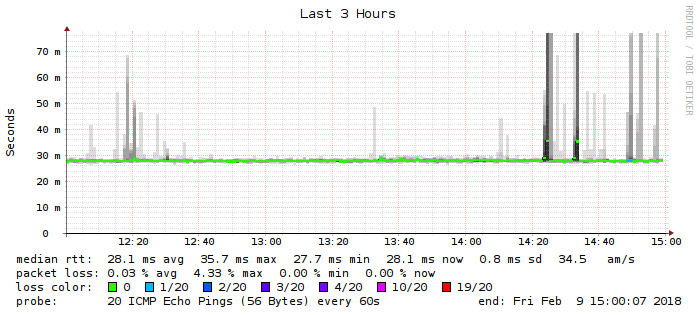 Last 3 Hours
RRDTOOL / TOBI OETIKER
Seconds
70 m
60 m
50 m
40 m
30 m
20 m
10 m
0
12:20 12:40 13:00 13:20 13:40 14:00 14:20 14:40 15:00
median rtt: 28.1 ms avg 35.7 ms max 27.7 ms min 28.1 ms now 0.8 ms sd 34.5 am/s
packet loss: 0.03 % avg 4.33 % max 0.00 % min 0.00 % now
loss color: 0 1/20 2/20 3/20 4/20 10/20 19/20
probe: 20 ICMP Echo Pings (56 Bytes) every 60s end: Fri Feb 9 15:00:07 2018